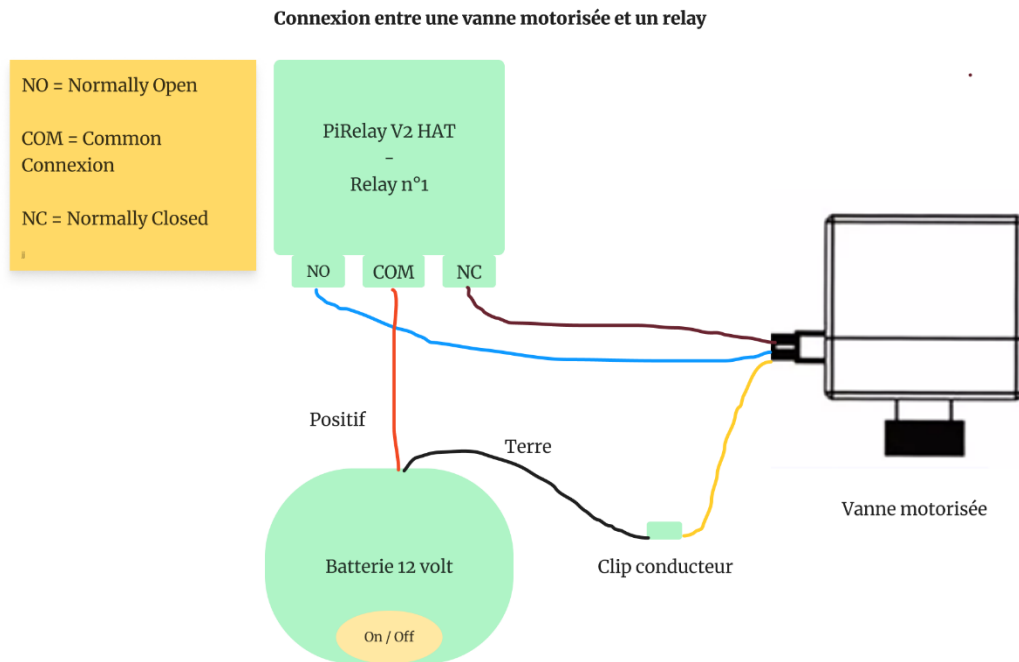 Connexion entre une vanne motorisée et un relay
NO = Normally Open
COM = Common
Connexion
NC = Normally Closed
PiRelay V2 HAT
-
Relay n°1
NO
COM
NC
Positif
Terre
Vanne motorisée
Batterie 12 volt
Clip conducteur
On / Off